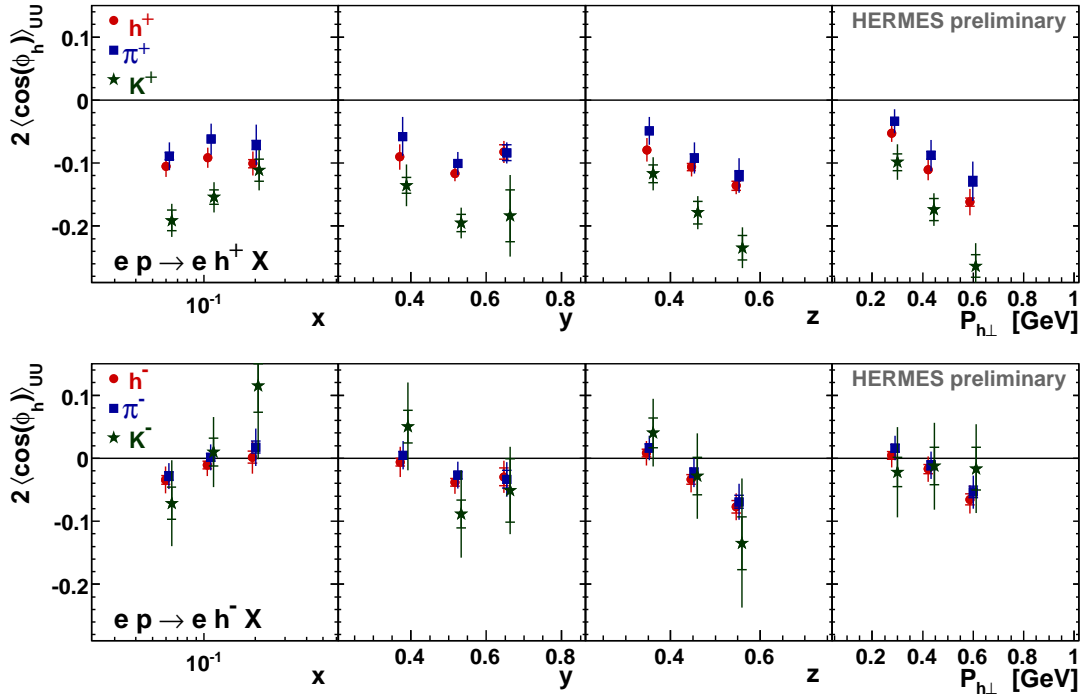 2 ⟨cos(ϕh)⟩UU
h+
π+
K+
HERMES preliminary
0.1
0
-0.1
-0.2
e p → e h+ X
10-1
0.4 0.6 0.8
0.4 0.6
0.2 0.4 0.6 0.8 1
x
y
z
Ph⊥ [GeV]
2 ⟨cos(ϕh)⟩UU
h-
π-
K-
HERMES preliminary
0.1
0
-0.1
-0.2
e p → e h- X
10-1
0.4 0.6 0.8
0.4 0.6
0.2 0.4 0.6 0.8 1
x
y
z
Ph⊥ [GeV]